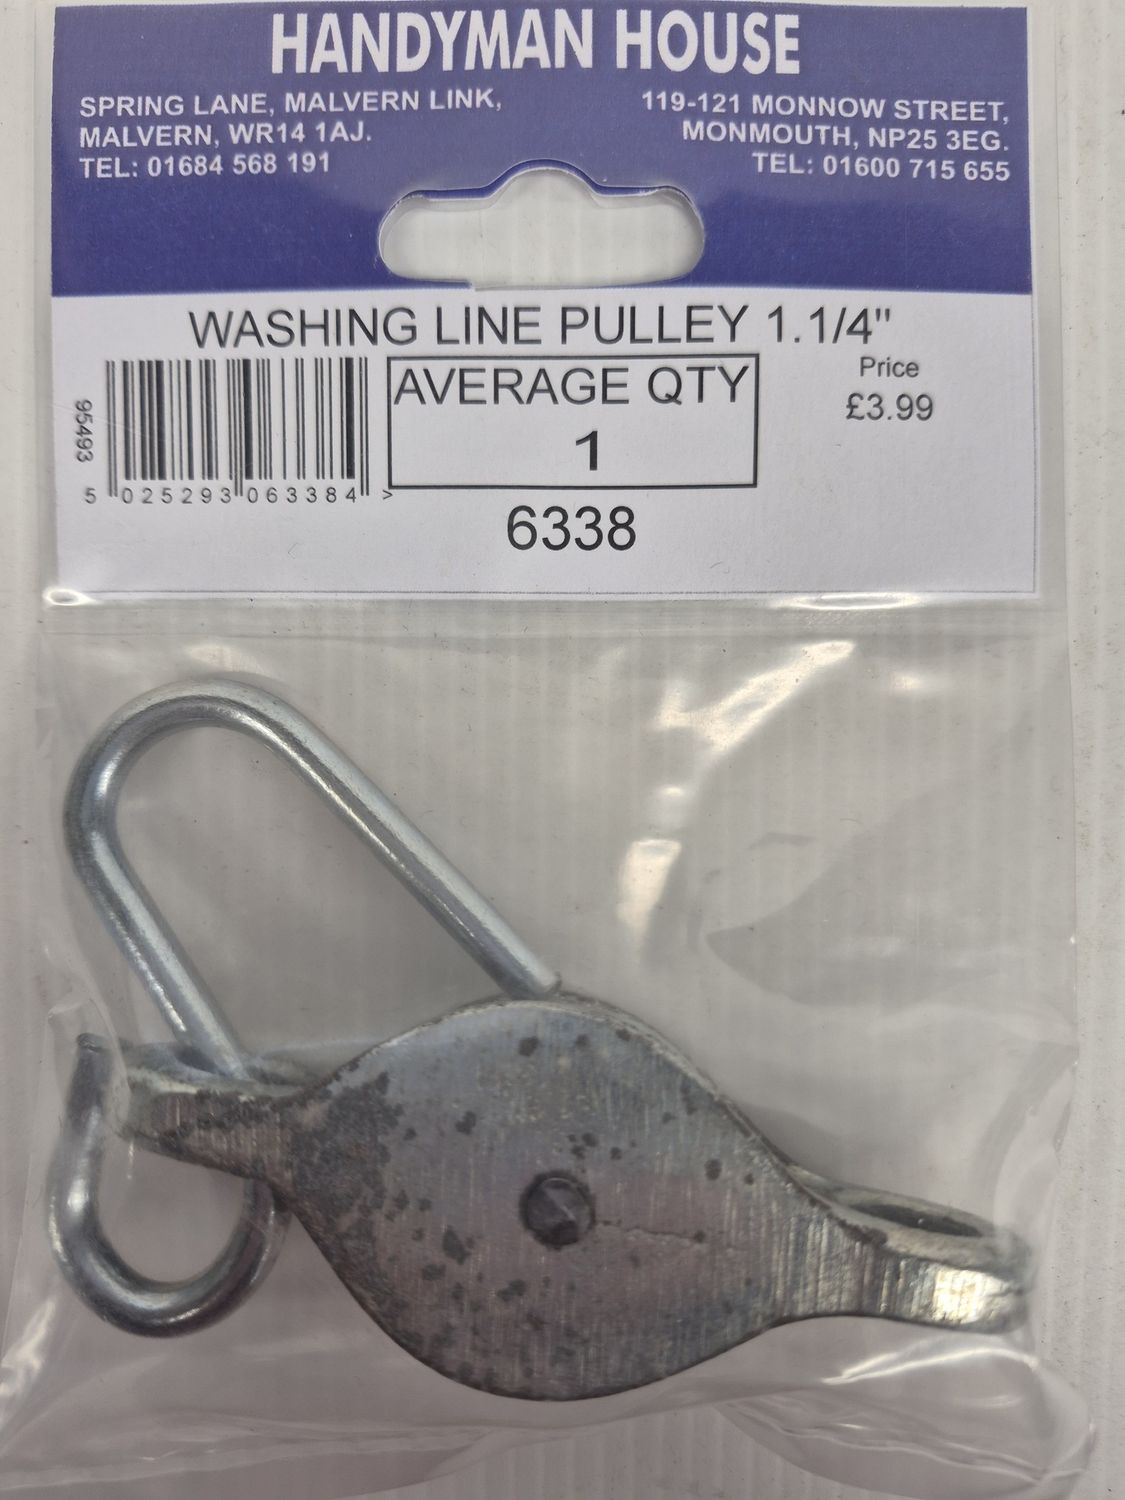 HANDYMAN HOUSE
SPRING LANE, MALVERN LINK,
MALVERN, WR14 1AJ.
TEL: 01684 568 191
119-121 MONNOW STREET,
MONMOUTH, NP25 3EG.
TEL: 01600 715 655
WASHING LINE PULLEY 1.1/4"
95493
5 025293 063384 >
AVERAGE QTY
1
Price
£3.99
6338